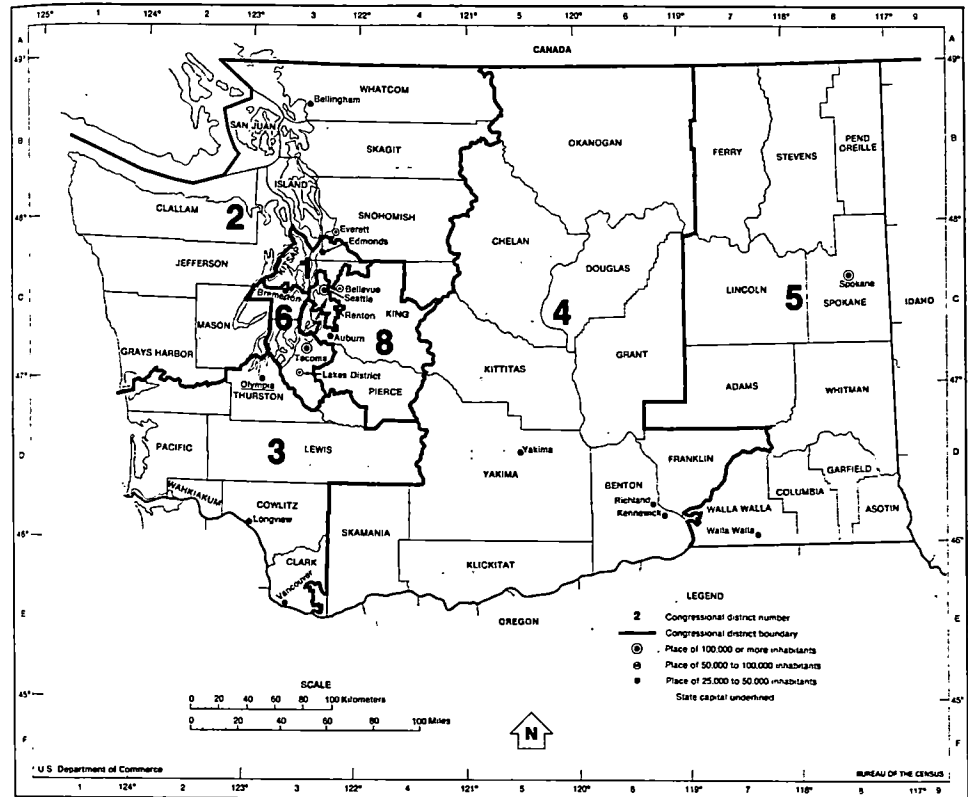 125° 2 124° 123° 3 122° 4 121° 5 120° 6 119° 7 118° 8 117° 9
A A
CANADA
49° 49°
WHATCOM
Bellingham
SAN JUAN
OKANOGAN
FERRY
STEVENS
PEND
OREILLE
B B
SKAGIT
ISLAND
CLALLAM
2
48° 48°
SNOHOMISH
Everett
Edmonds
CHELAN
DOUGLAS
JEFFERSON
KITSAP
1
Bellevue
Seattle
Bremerton
KING
LINCOLN
5
Spokane
SPOKANE
IDAHO
C C
4
6
Renton
MASON
Auburn
8
Tacoma
GRANT
GRAYS HARBOR
Lakes District
KITTITAS
47° 47°
Olympia
THURSTON
PIERCE
ADAMS
WHITMAN
3
LEWIS
D D
PACIFIC
Yakima
YAKIMA
FRANKLIN
GARFIELD
BENTON
COLUMBIA
WAHKIAKUM
COWLITZ
Richland
Kennewick
WALLA WALLA
ASOTIN
Longview
SKAMANIA
Walla Walla
46° 46°
KLICKITAT
CLARK
Vancouver
E E
OREGON
LEGEND
2 Congressional district number
Congressional district boundary
Place of 100,000 or more inhabitants
Place of 50,000 to 100,000 inhabitants
Place of 25,000 to 50,000 inhabitants
State capital underlined
SCALE
0 20 40 60 80 100 Kilometers
0 20 40 60 80 100 Miles
45° 45°
N
F F
U S Department of Commerce
BUREAU OF THE CENSUS
1 124° 2 123° 3 122° 4 121° 5 120° 6 119° 7 118° 8 117° 9